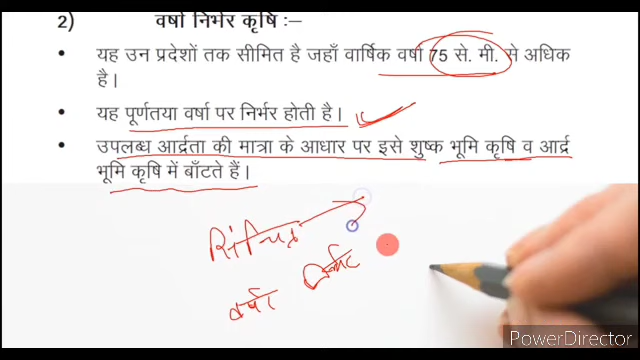 2) वर्षा निर्भर कृषि :–
• यह उन प्रदेशों तक सीमित है जहाँ वार्षिक वर्षा 75 से. मी. से अधिक
है।
• यह पूर्णतया वर्षा पर निर्भर होती है।
• उपलब्ध आर्द्रता की मात्रा के आधार पर इसे शुष्क भूमि कृषि व आर्द्र
भूमि कृषि में बाँटते हैं।
वर्षा
PowerDirector